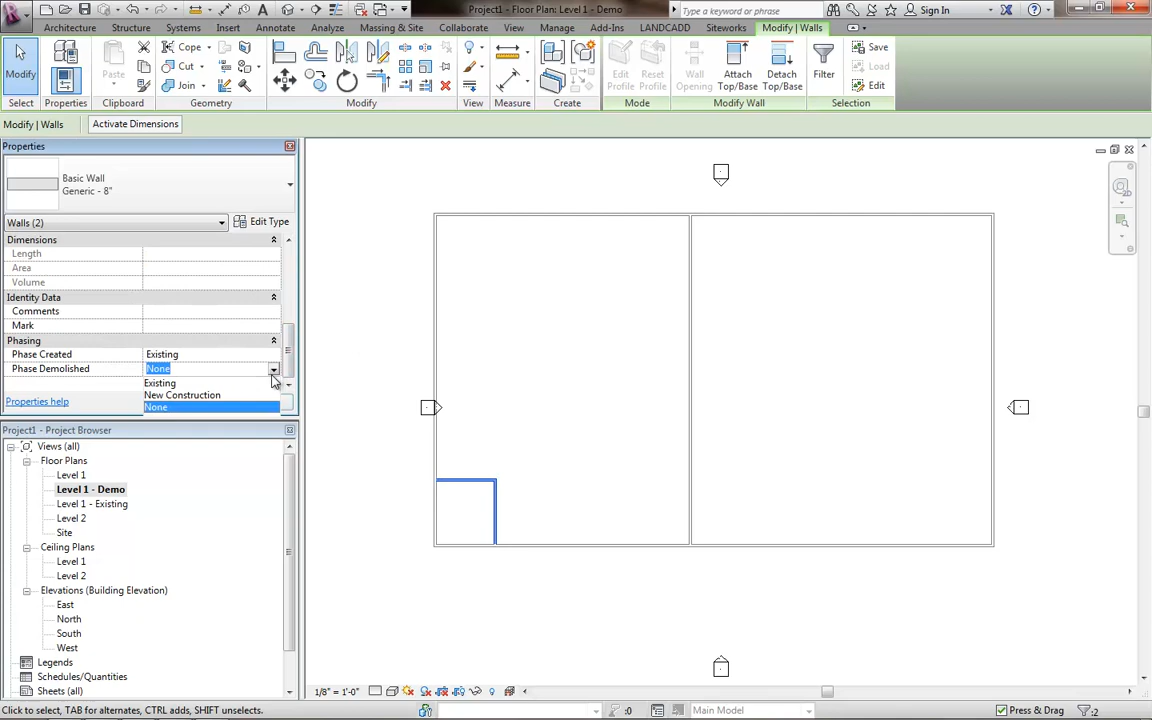 Project1 - Floor Plan: Level 1 - Demo
Type a keyword or phrase
Sign In
Architecture Structure Systems Insert Annotate Analyze Massing & Site Collaborate View Manage Add-Ins LANDCADD Siteworks Modify | Walls
Modify
Paste
Cope
Cut
Join
Edit Profile
Reset Profile
Wall Opening
Attach Top/Base
Detach Top/Base
Filter
Save
Load
Edit
Select Properties Clipboard Geometry Modify View Measure Create Mode Modify Wall Selection
Modify | Walls Activate Dimensions
Properties
Basic Wall
Generic - 8"
Walls (2) Edit Type
Dimensions
Length
Area
Volume
Identity Data
Comments
Mark
Phasing
Phase Created Existing
Phase Demolished None
Existing
New Construction
None
Properties help
Project1 - Project Browser
Views (all)
Floor Plans
Level 1
Level 1 - Demo
Level 1 - Existing
Level 2
Site
Ceiling Plans
Level 1
Level 2
Elevations (Building Elevation)
East
North
South
West
Legends
Schedules/Quantities
Sheets (all)
1/8" = 1'-0"
Click to select, TAB for alternates, CTRL adds, SHIFT unselects. :0 Main Model Press & Drag :2